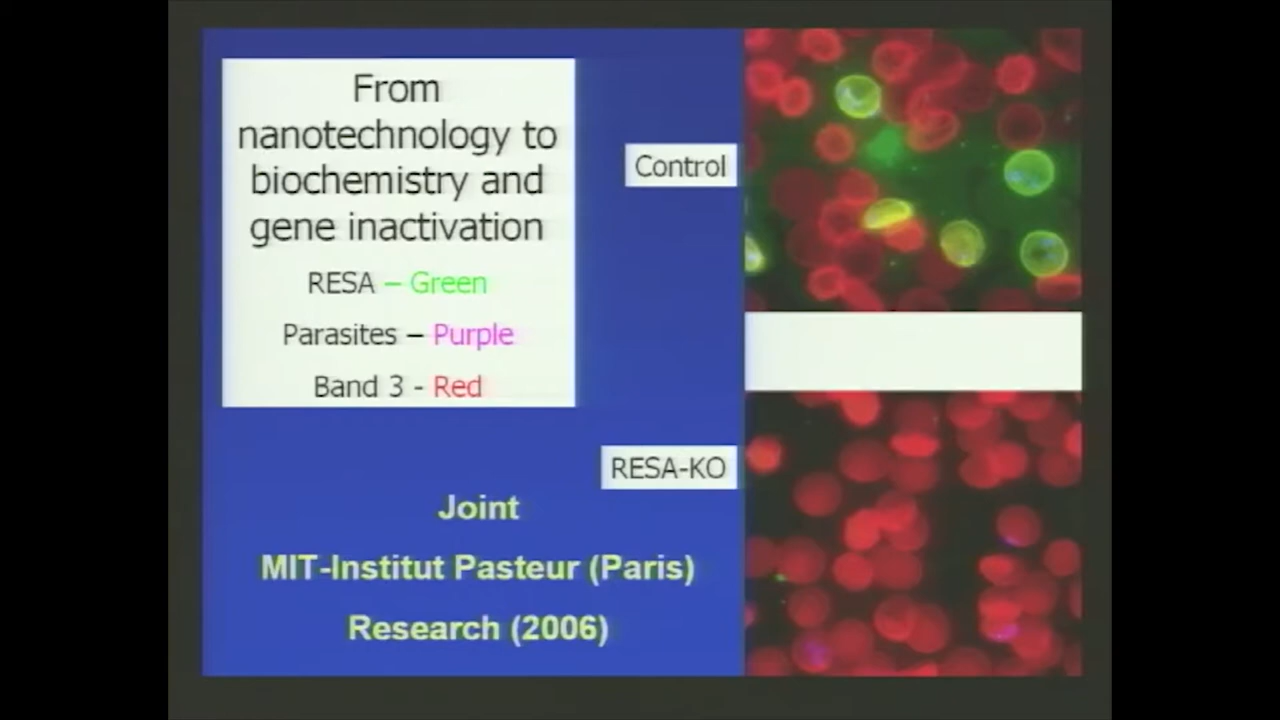 From
nanotechnology to
biochemistry and
gene inactivation
RESA – Green
Parasites – Purple
Band 3 - Red
Control
RESA-KO
Joint
MIT-Institut Pasteur (Paris)
Research (2006)